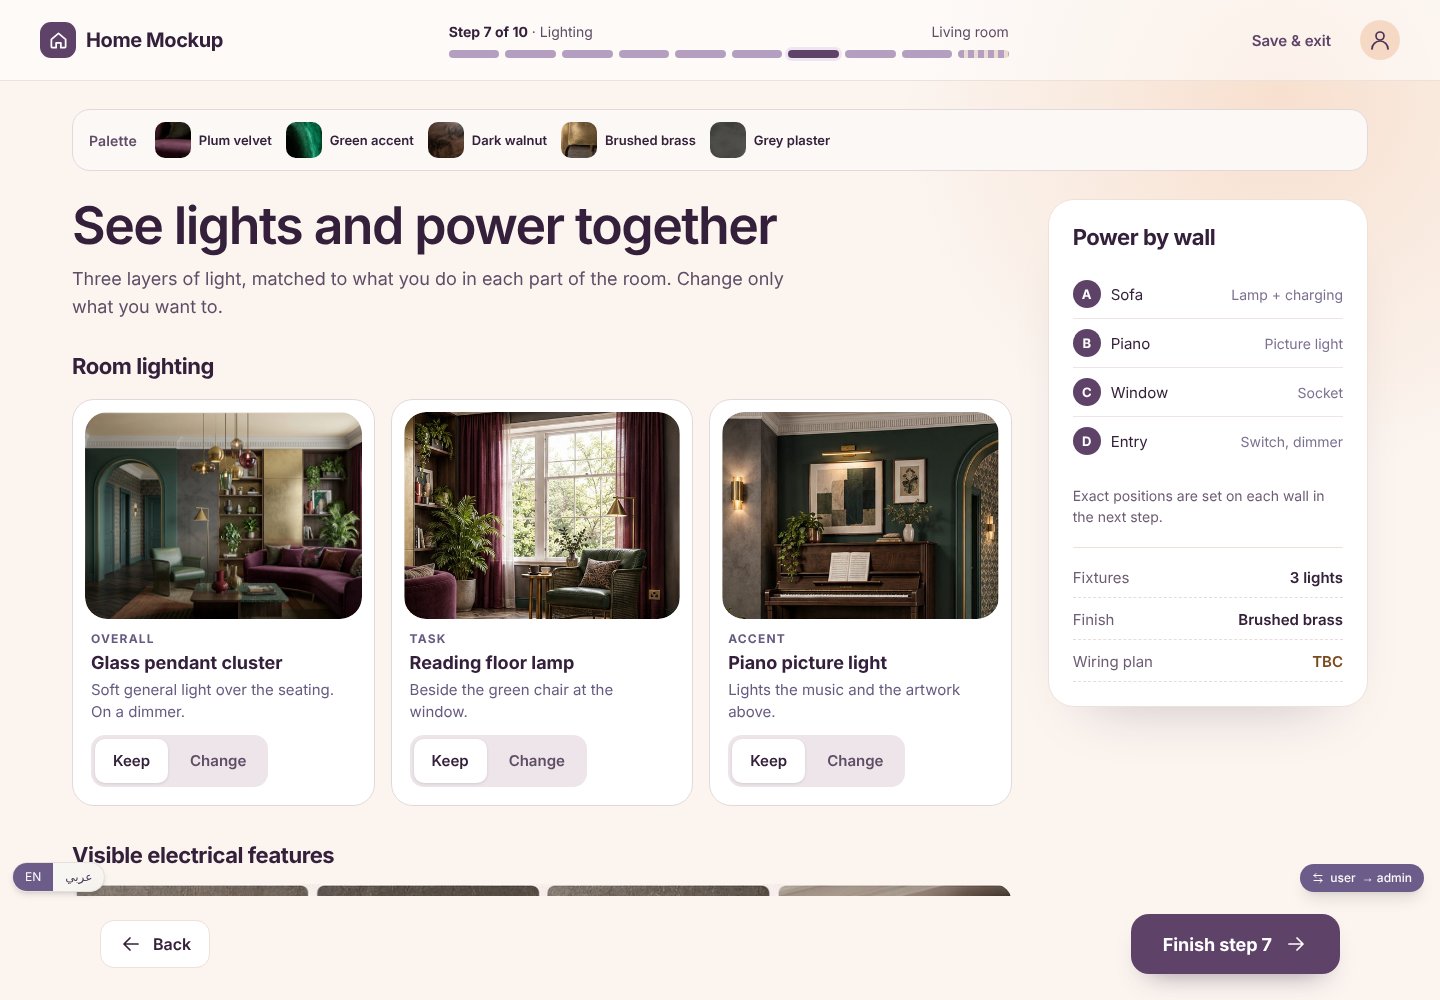 Home Mockup
Step 7 of 10 · Lighting
Living room
Save & exit
Palette
Plum velvet
Green accent
Dark walnut
Brushed brass
Grey plaster
See lights and power together
Three layers of light, matched to what you do in each part of the room. Change only
what you want to.
Room lighting
OVERALL
Glass pendant cluster
Soft general light over the seating.
On a dimmer.
Keep
Change
TASK
Reading floor lamp
Beside the green chair at the
window.
Keep
Change
ACCENT
Piano picture light
Lights the music and the artwork
above.
Keep
Change
Power by wall
A Sofa Lamp + charging
B Piano Picture light
C Window Socket
D Entry Switch, dimmer
Exact positions are set on each wall in
the next step.
Fixtures 3 lights
Finish Brushed brass
Wiring plan TBC
Visible electrical features
EN عربي
⇆ user → admin
← Back
Finish step 7 →